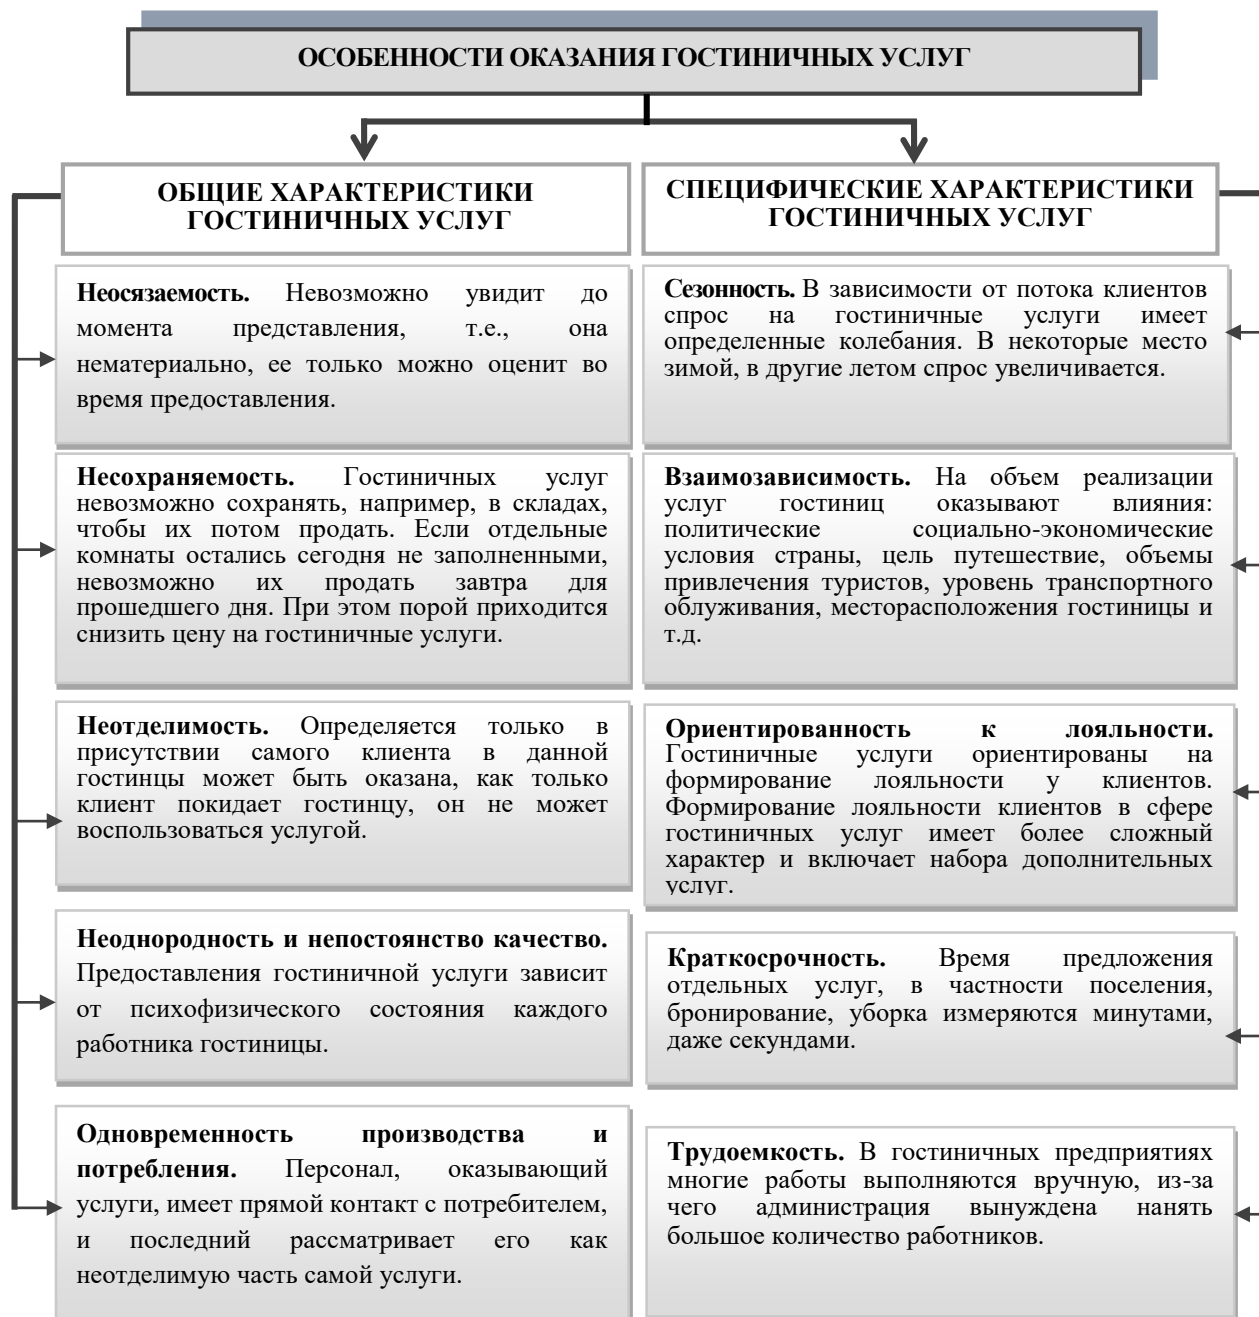 ОСОБЕННОСТИ ОКАЗАНИЯ ГОСТИНИЧНЫХ УСЛУГ
ОБЩИЕ ХАРАКТЕРИСТИКИ
ГОСТИНИЧНЫХ УСЛУГ
Неосязаемость. Невозможно увидит до
момента представления, т.е., она
нематериально, ее только можно оценит во
время предоставления.
Несохраняемость. Гостиничных услуг
невозможно сохранять, например, в складах,
чтобы их потом продать. Если отдельные
комнаты остались сегодня не заполненными,
невозможно их продать завтра для
прошедшего дня. При этом порой приходится
снизить цену на гостиничные услуги.
Неотделимость. Определяется только в
присутствии самого клиента в данной
гостинцы может быть оказана, как только
клиент покидает гостинцу, он не может
воспользоваться услугой.
Неоднородность и непостоянство качество.
Предоставления гостиничной услуги зависит
от психофизического состояния каждого
работника гостиницы.
Одновременность производства и
потребления. Персонал, оказывающий
услуги, имеет прямой контакт с потребителем,
и последний рассматривает его как
неотделимую часть самой услуги.
СПЕЦИФИЧЕСКИЕ ХАРАКТЕРИСТИКИ
ГОСТИНИЧНЫХ УСЛУГ
Сезонность. В зависимости от потока клиентов
спрос на гостиничные услуги имеет
определенные колебания. В некоторые место
зимой, в другие летом спрос увеличивается.
Взаимозависимость. На объем реализации
услуг гостиниц оказывают влияния:
политические социально-экономические
условия страны, цель путешествие, объемы
привлечения туристов, уровень транспортного
облуживания, месторасположения гостиницы и
т.д.
Ориентированность к лояльности.
Гостиничные услуги ориентированы на
формирование лояльности у клиентов.
Формирование лояльности клиентов в сфере
гостиничных услуг имеет более сложный
характер и включает набора дополнительных
услуг.
Краткосрочность. Время предложения
отдельных услуг, в частности поселения,
бронирование, уборка измеряются минутами,
даже секундами.
Трудоемкость. В гостиничных предприятиях
многие работы выполняются вручную, из-за
чего администрация вынуждена нанять
большое количество работников.